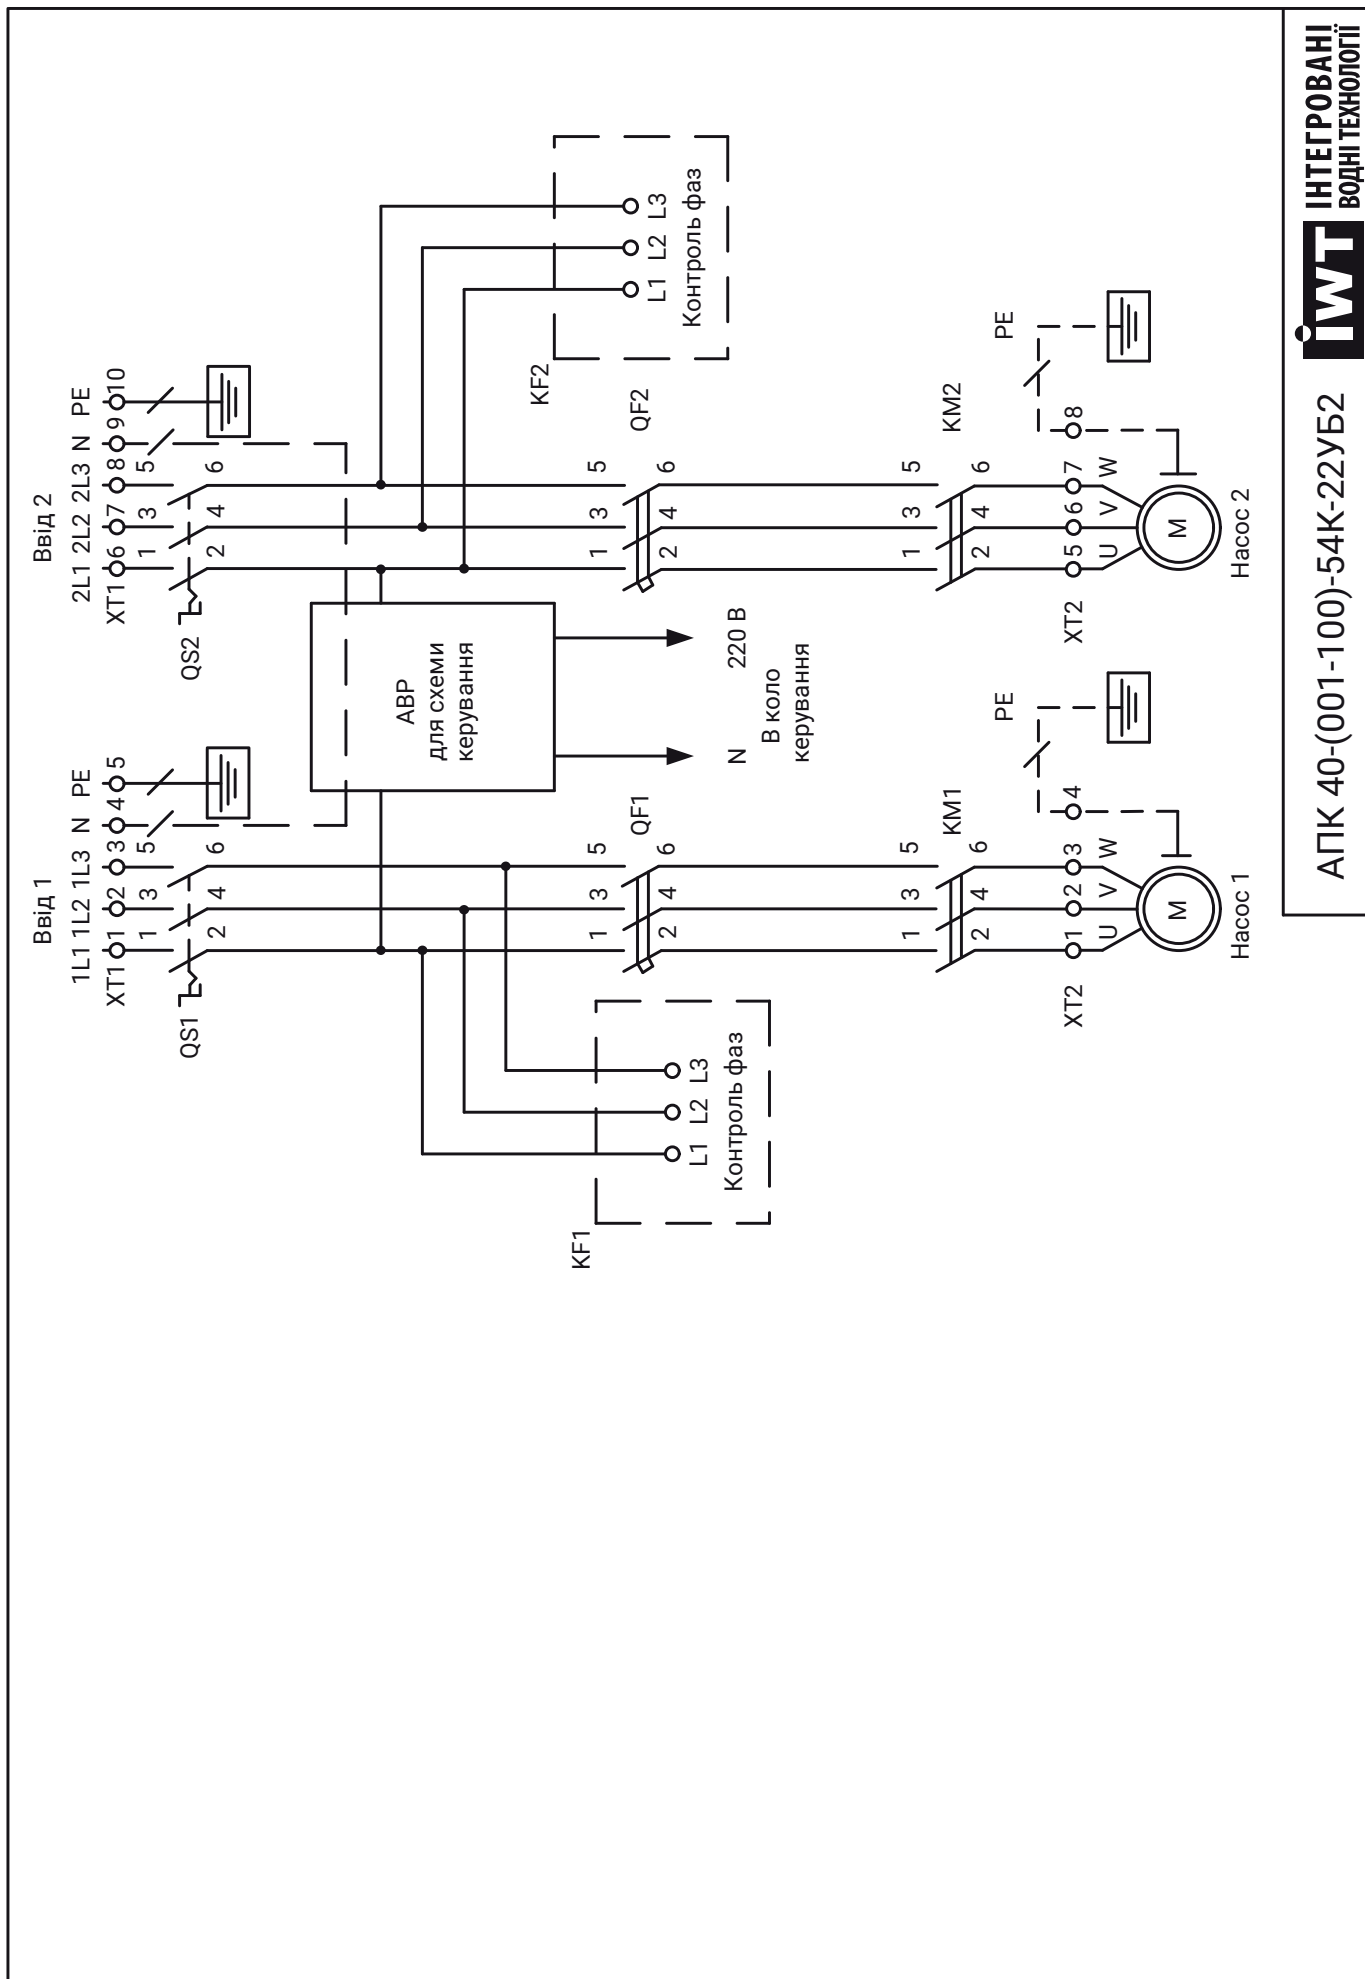 Ввід 1
1L1 1L2 1L3 N PE
XT1 1 2 3 4 5
1 3 5
QS1
2 4 6
Ввід 2
2L1 2L2 2L3 N PE
XT1 6 7 8 9 10
1 3 5
QS2
2 4 6
АВР
для схеми
керування
N 220 В
В коло
керування
KF1
L1 L2 L3
Контроль фаз
KF2
L1 L2 L3
Контроль фаз
1 3 5
QF1
2 4 6
1 3 5
QF2
2 4 6
1 3 5
KM1
2 4 6
1 3 5
KM2
2 4 6
PE
XT2 1 2 3 4
U V W
M
Насос 1
PE
XT2 5 6 7 8
U V W
M
Насос 2
АПК 40-(001-100)-54К-22УБ2
iWT
ІНТЕГРОВАНІ
ВОДНІ ТЕХНОЛОГІЇ